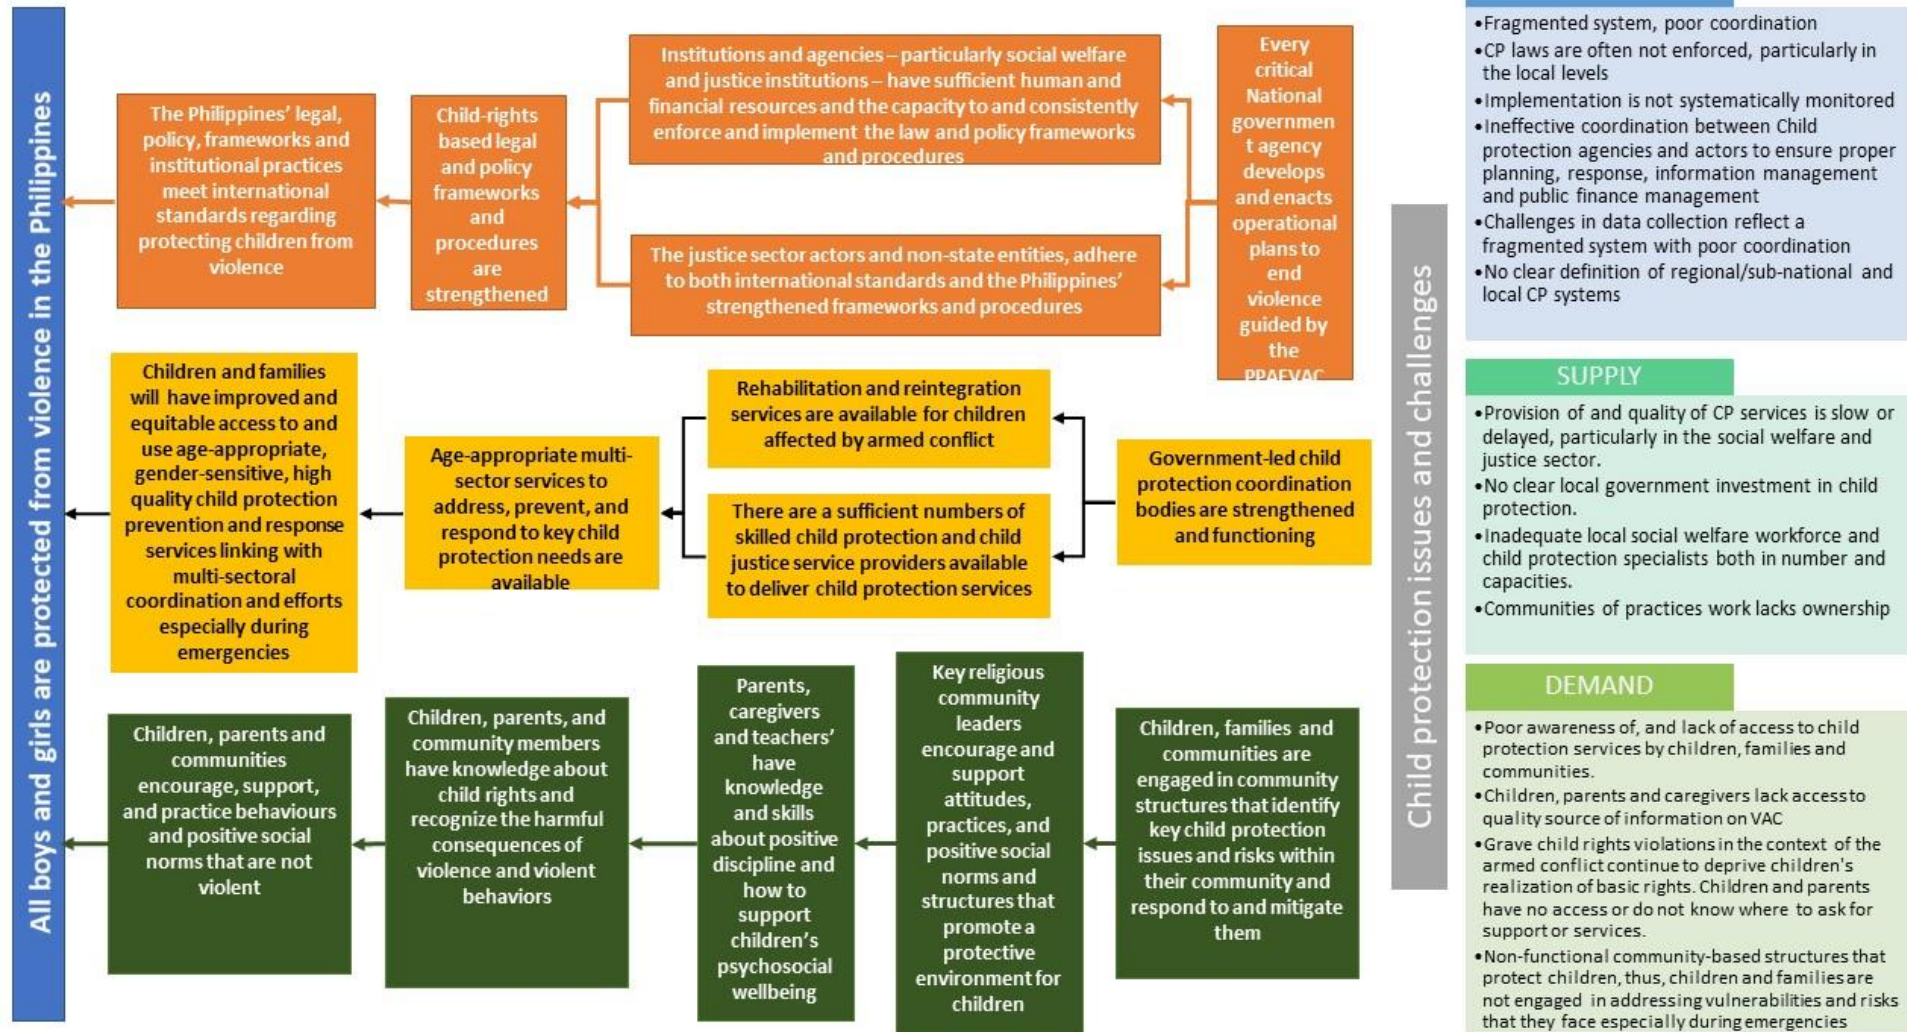 All boys and girls are protected from violence in the Philippines
The Philippines’ legal,
policy, frameworks and
institutional practices
meet international
standards regarding
protecting children from
violence
Child-rights
based legal
and policy
frameworks
and
procedures
are
strengthened
Institutions and agencies – particularly social welfare
and justice institutions – have sufficient human and
financial resources and the capacity to and consistently
enforce and implement the law and policy frameworks
and procedures
The justice sector actors and non-state entities, adhere
to both international standards and the Philippines’
strengthened frameworks and procedures
Every
critical
National
governmen
t agency
develops
and enacts
operational
plans to
end
violence
guided by
the
PPAEVAC
Children and families
will have improved and
equitable access to and
use age-appropriate,
gender-sensitive, high
quality child protection
prevention and response
services linking with
multi-sectoral
coordination and efforts
especially during
emergencies
Age-appropriate multi-
sector services to
address, prevent, and
respond to key child
protection needs are
available
Rehabilitation and reintegration
services are available for children
affected by armed conflict
There are a sufficient numbers of
skilled child protection and child
justice service providers available
to deliver child protection services
Government-led child
protection coordination
bodies are strengthened
and functioning
Children, parents and
communities
encourage, support,
and practice behaviours
and positive social
norms that are not
violent
Children, parents, and
community members
have knowledge about
child rights and
recognize the harmful
consequences of
violence and violent
behaviors
Parents,
caregivers
and teachers’
have
knowledge
and skills
about positive
discipline and
how to
support
children’s
psychosocial
wellbeing
Key religious
community
leaders
encourage and
support
attitudes,
practices, and
positive social
norms and
structures that
promote a
protective
environment for
children
Children, families and
communities are
engaged in community
structures that identify
key child protection
issues and risks within
their community and
respond to and mitigate
them
Child protection issues and challenges
•Fragmented system, poor coordination
•CP laws are often not enforced, particularly in
the local levels
•Implementation is not systematically monitored
•Ineffective coordination between Child
protection agencies and actors to ensure proper
planning, response, information management
and public finance management
•Challenges in data collection reflect a
fragmented system with poor coordination
•No clear definition of regional/sub-national and
local CP systems
SUPPLY
•Provision of and quality of CP services is slow or
delayed, particularly in the social welfare and
justice sector.
•No clear local government investment in child
protection.
•Inadequate local social welfare workforce and
child protection specialists both in number and
capacities.
•Communities of practices work lacks ownership
DEMAND
•Poor awareness of, and lack of access to child
protection services by children, families and
communities.
•Children, parents and caregivers lack access to
quality source of information on VAC
•Grave child rights violations in the context of the
armed conflict continue to deprive children's
realization of basic rights. Children and parents
have no access or do not know where to ask for
support or services.
•Non-functional community-based structures that
protect children, thus, children and families are
not engaged in addressing vulnerabilities and risks
that they face especially during emergencies